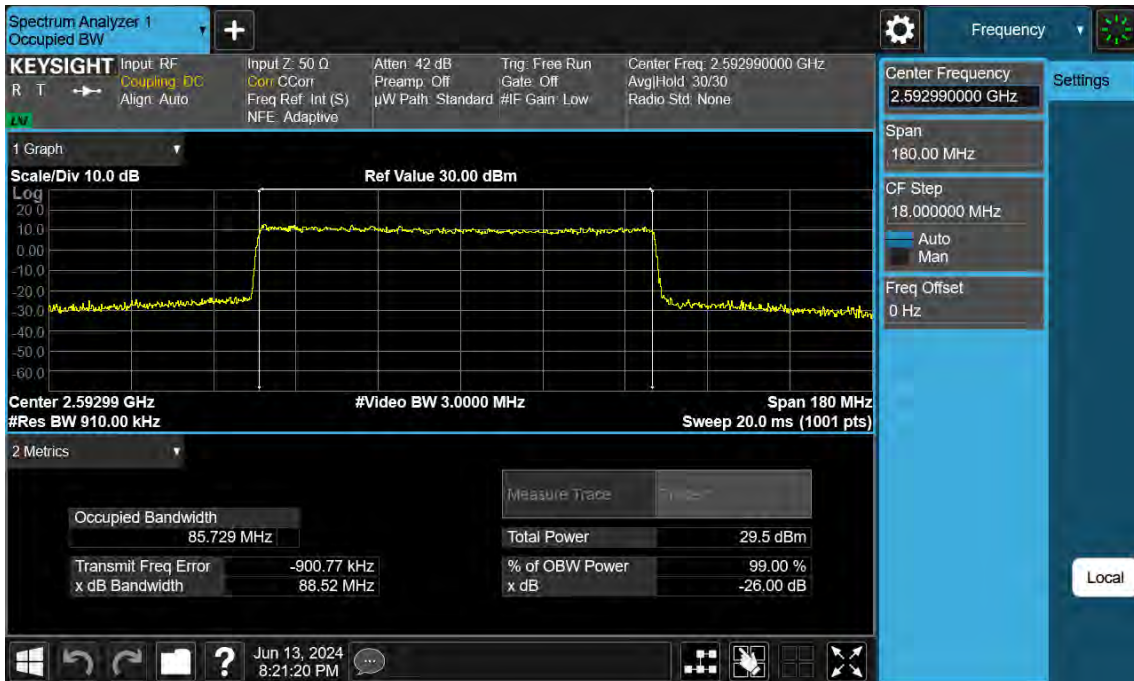 Spectrum Analyzer 1
Occupied BW
Frequency
KEYSIGHT
R T
LNI
Input: RF
Coupling: DC
Align: Auto
Input Z: 50 Ω
Corr CCorr
Freq Ref: Int (S)
NFE: Adaptive
Atten: 42 dB
Preamp: Off
µW Path: Standard
Trig: Free Run
Gate: Off
#IF Gain: Low
Center Freq: 2.592990000 GHz
Avg|Hold: 30/30
Radio Std: None
Center Frequency
2.592990000 GHz
Settings
Span
180.00 MHz
CF Step
18.000000 MHz
Auto
Man
Freq Offset
0 Hz
Local
1 Graph
Scale/Div 10.0 dB
Ref Value 30.00 dBm
Log
20.0
10.0
0.00
-10.0
-20.0
-30.0
-40.0
-50.0
-60.0
Center 2.59299 GHz
#Video BW 3.0000 MHz
Span 180 MHz
#Res BW 910.00 kHz
Sweep 20.0 ms (1001 pts)
2 Metrics
Measure Trace
Occupied Bandwidth
85.729 MHz
Total Power 29.5 dBm
Transmit Freq Error -900.77 kHz
% of OBW Power 99.00 %
x dB Bandwidth 88.52 MHz
x dB -26.00 dB
?
Jun 13, 2024
8:21:20 PM